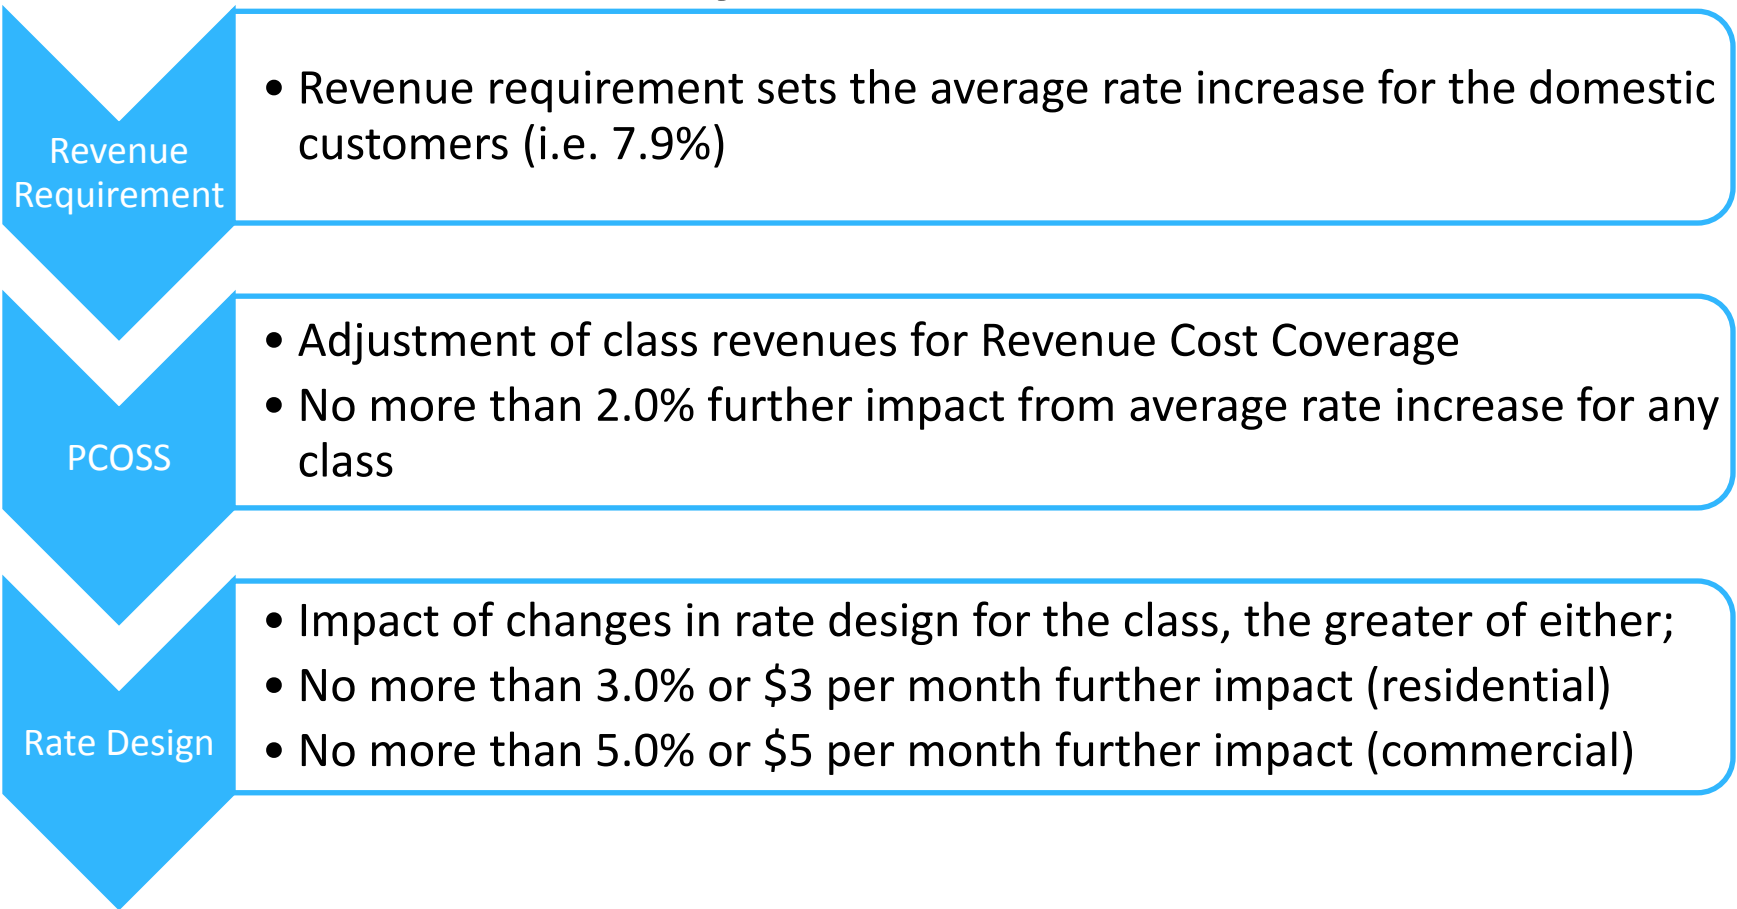 Revenue
Requirement
• Revenue requirement sets the average rate increase for the domestic
customers (i.e. 7.9%)
PCOSS
• Adjustment of class revenues for Revenue Cost Coverage
• No more than 2.0% further impact from average rate increase for any
class
Rate Design
• Impact of changes in rate design for the class, the greater of either;
• No more than 3.0% or $3 per month further impact (residential)
• No more than 5.0% or $5 per month further impact (commercial)